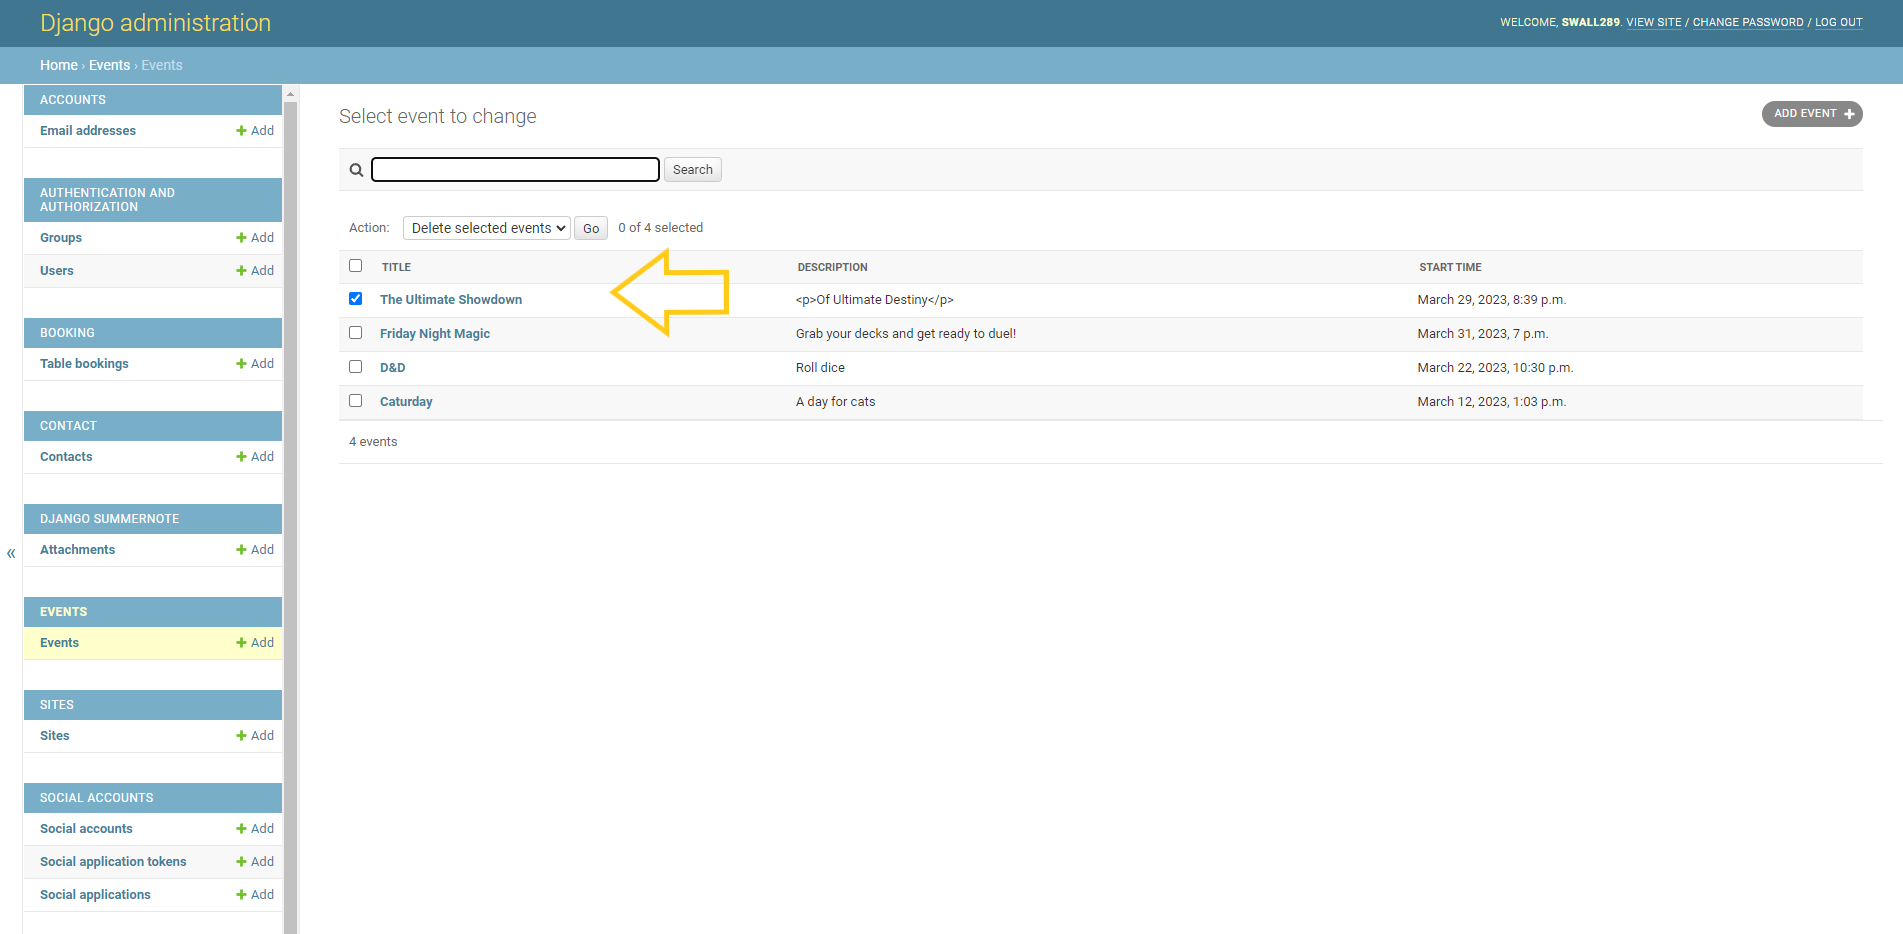 Django administration
WELCOME, SWALL289. VIEW SITE / CHANGE PASSWORD / LOG OUT
Home › Events › Events
ACCOUNTS
Email addresses + Add
AUTHENTICATION AND
AUTHORIZATION
Groups + Add
Users + Add
BOOKING
Table bookings + Add
CONTACT
Contacts + Add
DJANGO SUMMERNOTE
Attachments + Add
EVENTS
Events + Add
SITES
Sites + Add
SOCIAL ACCOUNTS
Social accounts + Add
Social application tokens + Add
Social applications + Add
«
Select event to change
ADD EVENT +
Search
Action: Delete selected events Go 0 of 4 selected
TITLE DESCRIPTION START TIME
The Ultimate Showdown <p>Of Ultimate Destiny</p> March 29, 2023, 8:39 p.m.
Friday Night Magic Grab your decks and get ready to duel! March 31, 2023, 7 p.m.
D&D Roll dice March 22, 2023, 10:30 p.m.
Caturday A day for cats March 12, 2023, 1:03 p.m.
4 events